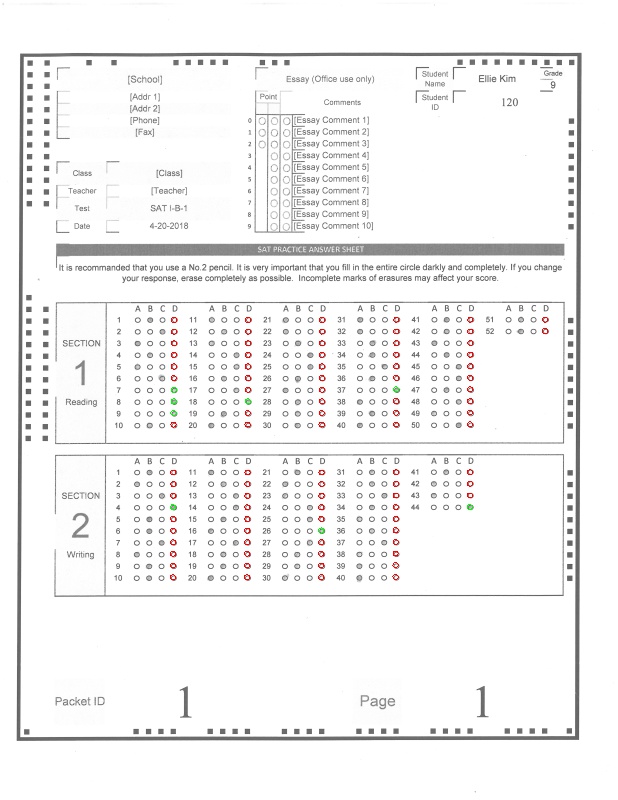 [School]
[Addr 1]
[Addr 2]
[Phone]
[Fax]
Essay (Office use only)
Student Name Ellie Kim Grade 9
Student ID 120
Point Comments
0 [Essay Comment 1]
1 [Essay Comment 2]
2 [Essay Comment 3]
3 [Essay Comment 4]
4 [Essay Comment 5]
5 [Essay Comment 6]
6 [Essay Comment 7]
7 [Essay Comment 8]
8 [Essay Comment 9]
9 [Essay Comment 10]
Class [Class]
Teacher [Teacher]
Test SAT I-B-1
Date 4-20-2018
SAT PRACTICE ANSWER SHEET
It is recommanded that you use a No.2 pencil. It is very important that you fill in the entire circle darkly and completely. If you change
your response, erase completely as possible. Incomplete marks of erasures may affect your score.
SECTION
1
Reading
A B C D A B C D A B C D A B C D A B C D A B C D
1 11 21 31 41 51
2 12 22 32 42 52
3 13 23 33 43
4 14 24 34 44
5 15 25 35 45
6 16 26 36 46
7 17 27 37 47
8 18 28 38 48
9 19 29 39 49
10 20 30 40 50
SECTION
2
Writing
A B C D A B C D A B C D A B C D A B C D
1 11 21 31 41
2 12 22 32 42
3 13 23 33 43
4 14 24 34 44
5 15 25 35
6 16 26 36
7 17 27 37
8 18 28 38
9 19 29 39
10 20 30 40
Packet ID 1 Page 1